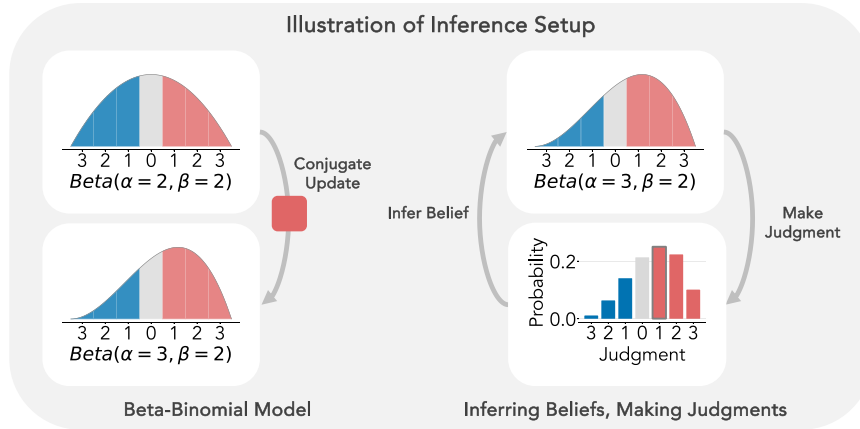 Illustration of Inference Setup
3 2 1 0 1 2 3
Beta(α = 2, β = 2)
Conjugate
Update
3 2 1 0 1 2 3
Beta(α = 3, β = 2)
Beta-Binomial Model
3 2 1 0 1 2 3
Beta(α = 3, β = 2)
Infer Belief
Make
Judgment
Probability
0.2
0.0
3 2 1 0 1 2 3
Judgment
Inferring Beliefs, Making Judgments